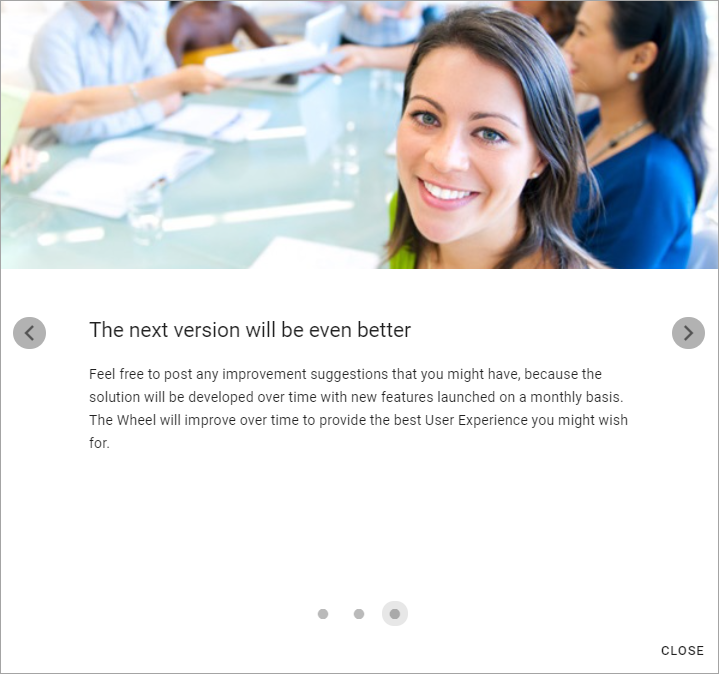 The next version will be even better
Feel free to post any improvement suggestions that you might have, because the
solution will be developed over time with new features launched on a monthly basis.
The Wheel will improve over time to provide the best User Experience you might wish
for.
CLOSE